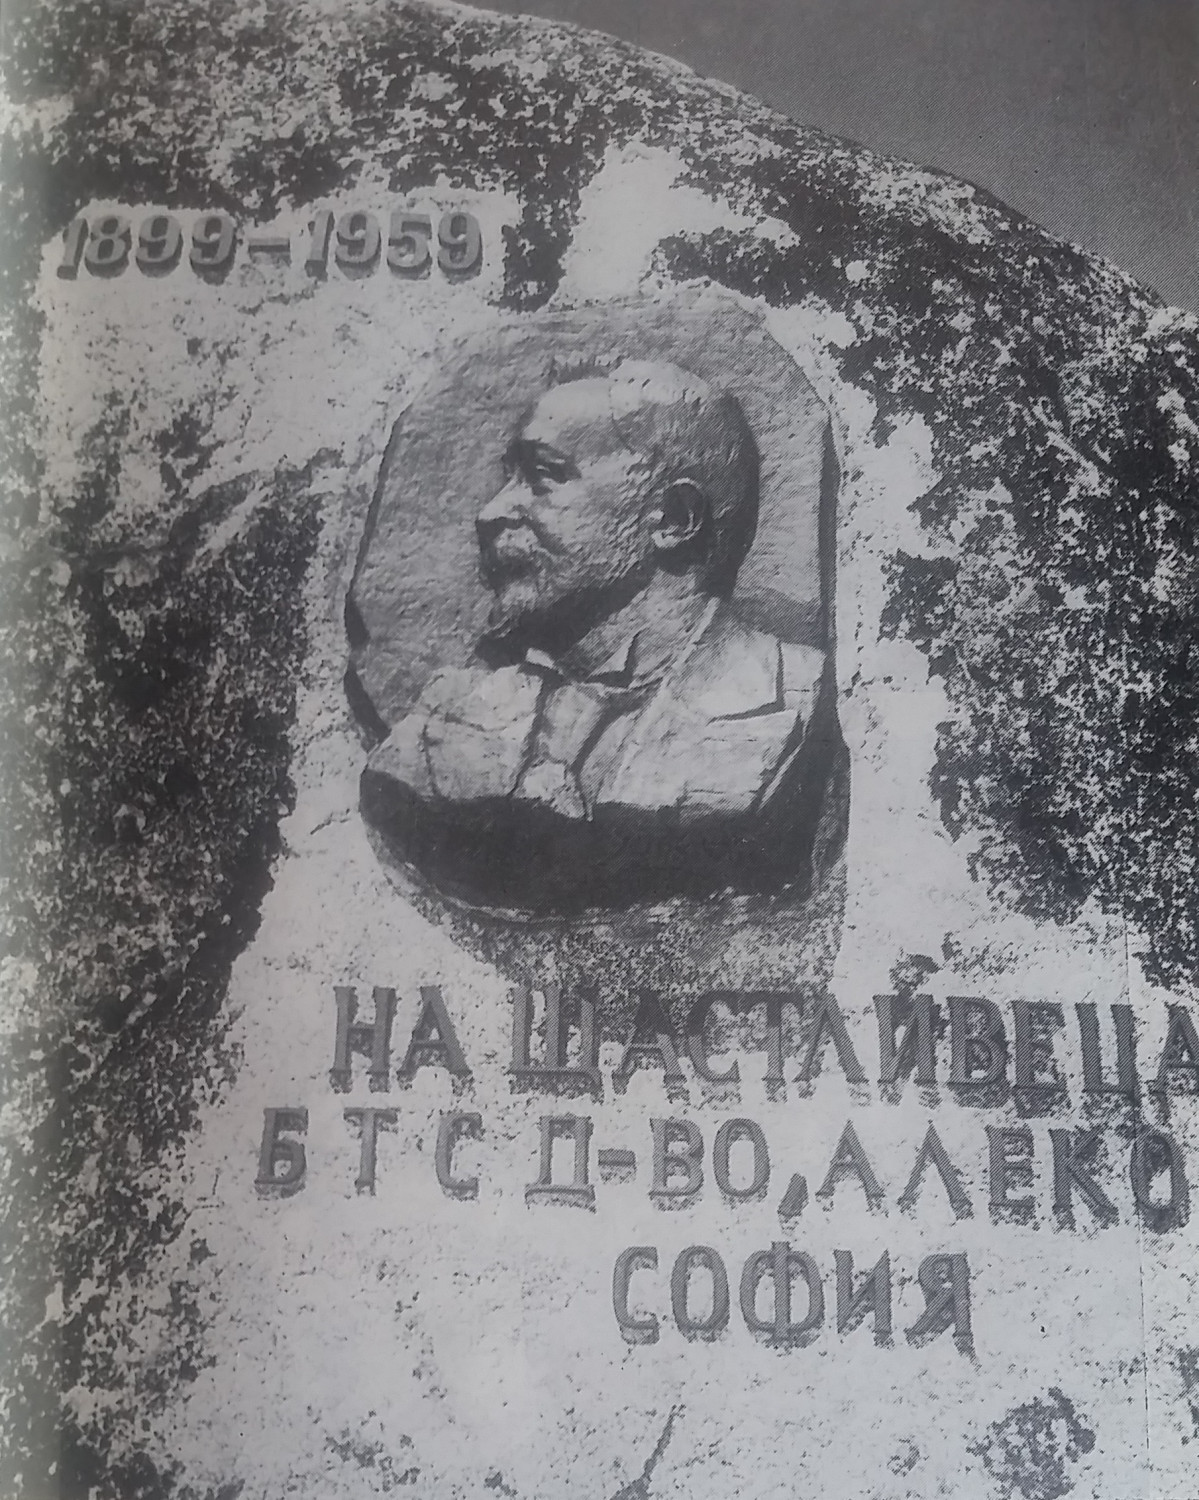 1899-1959
НА ЩАСТЛИВЕЦА
БТС Д-ВО „АЛЕКО
СОФИЯ